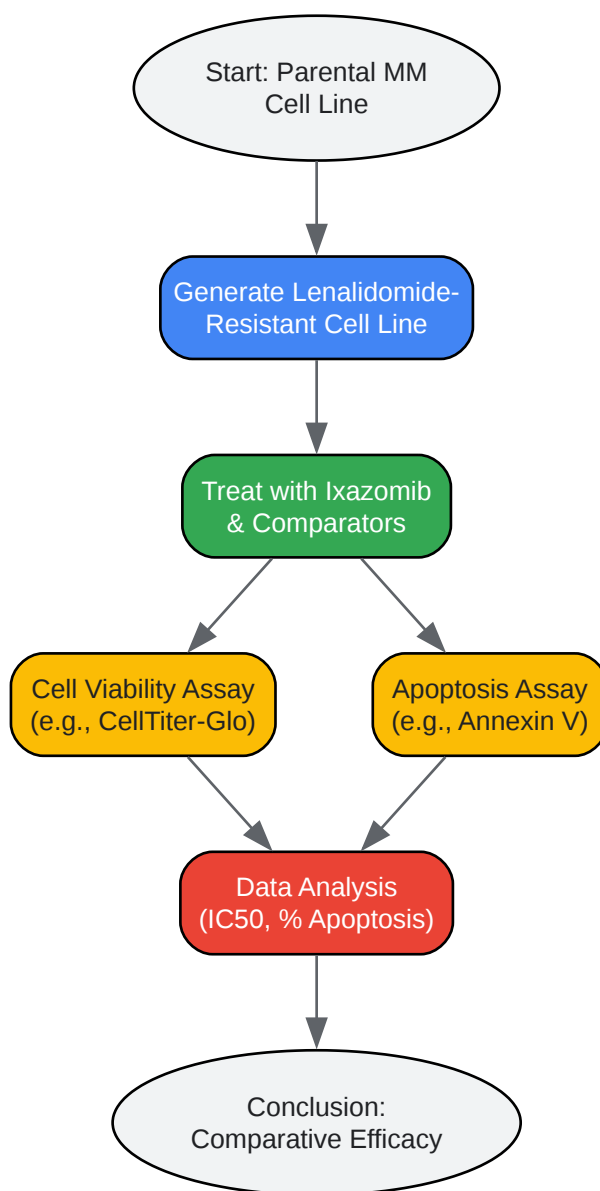 Start: Parental MM
Cell Line
Generate Lenalidomide-
Resistant Cell Line
Treat with Ixazomib
& Comparators
Cell Viability Assay
(e.g., CellTiter-Glo)
Apoptosis Assay
(e.g., Annexin V)
Data Analysis
(IC50, % Apoptosis)
Conclusion:
Comparative Efficacy